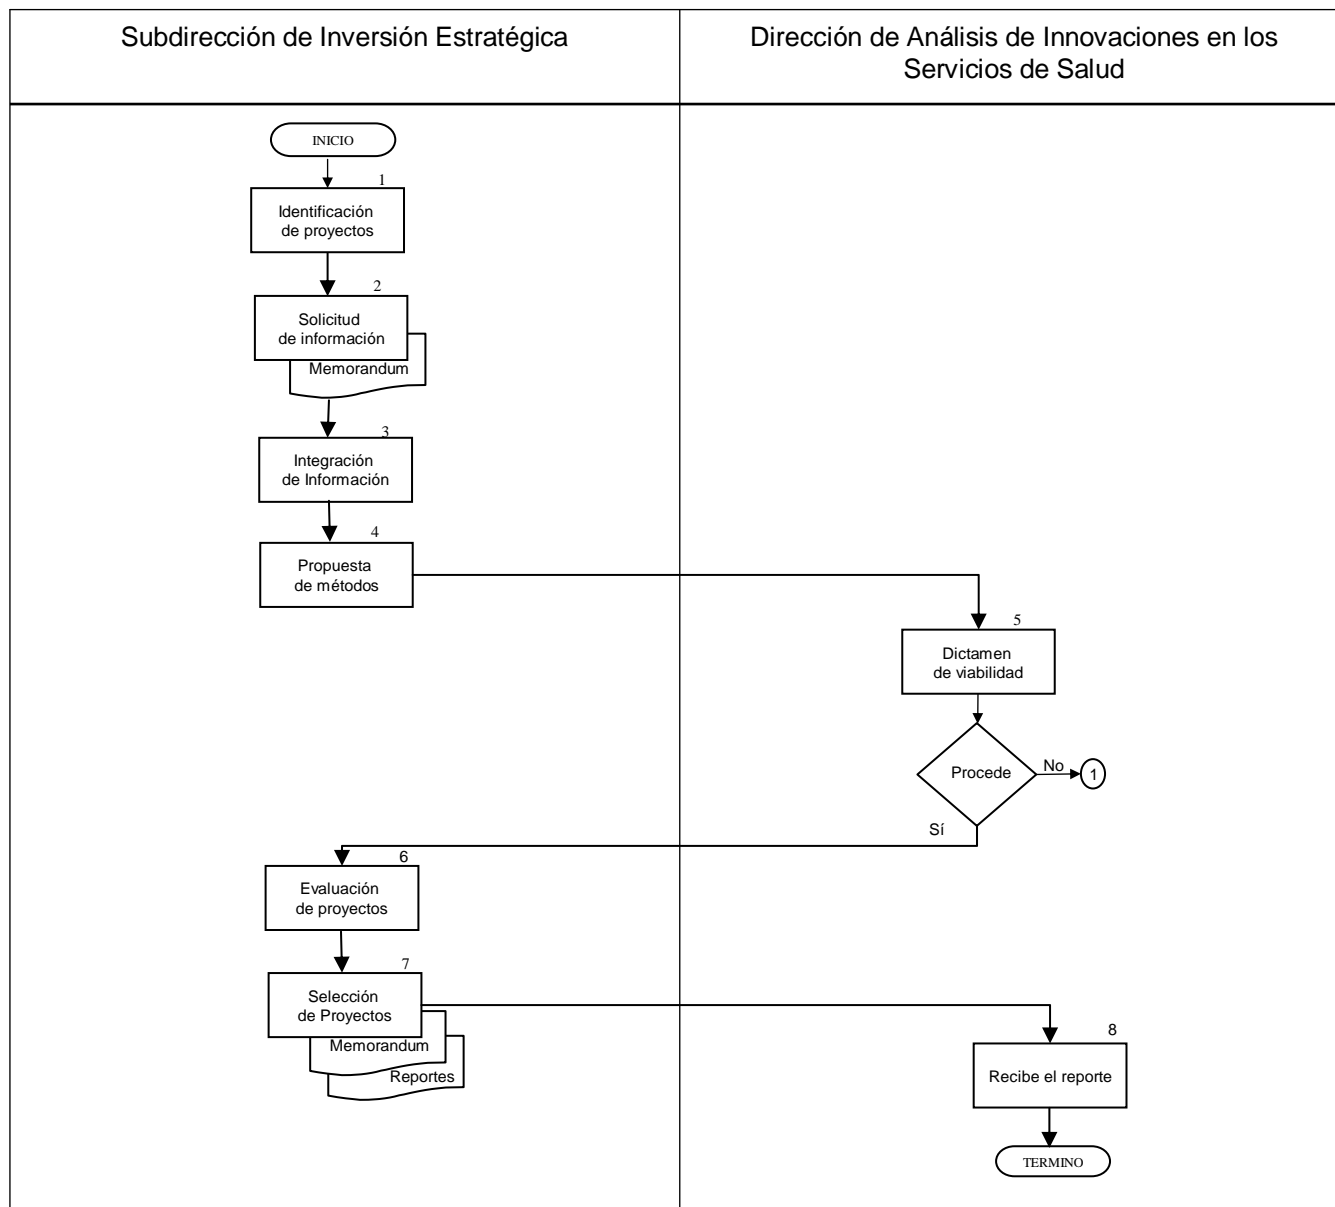 Subdirección de Inversión Estratégica
Dirección de Análisis de Innovaciones en los
Servicios de Salud
INICIO
1
Identificación
de proyectos
2
Solicitud
de información
Memorandum
3
Integración
de Información
4
Propuesta
de métodos
5
Dictamen
de viabilidad
Procede
No
1
Sí
6
Evaluación
de proyectos
7
Selección
de Proyectos
Memorandum
Reportes
8
Recibe el reporte
TERMINO